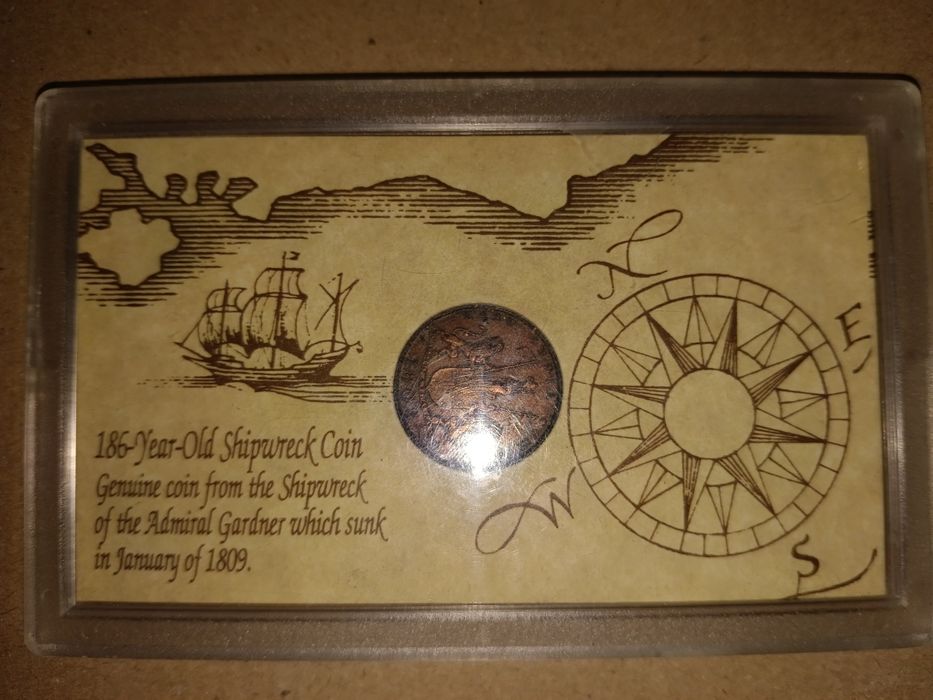 N
E
186-Year-Old Shipwreck Coin
Genuine coin from the Shipwreck
of the Admiral Gardner which sunk
in January of 1809.
W
S